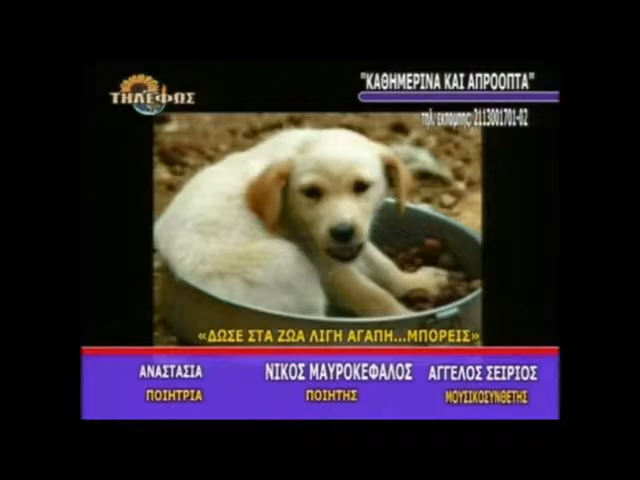 ΤΗΛΕΦΩΣ
"ΚΑΘΗΜΕΡΙΝΑ ΚΑΙ ΑΠΡΟΟΠΤΑ"
τηλ. εκπομπης: 2113001701-02
«ΔΩΣΕ ΣΤΑ ΖΩΑ ΛΙΓΗ ΑΓΑΠΗ...ΜΠΟΡΕΙΣ»
ΑΝΑΣΤΑΣΙΑ ΝΙΚΟΣ ΜΑΥΡΟΚΕΦΑΛΟΣ ΑΓΓΕΛΟΣ ΣΕΙΡΙΟΣ
ΠΟΙΗΤΡΙΑ ΠΟΙΗΤΗΣ ΜΟΥΣΙΚΟΣΥΝΘΕΤΗΣ